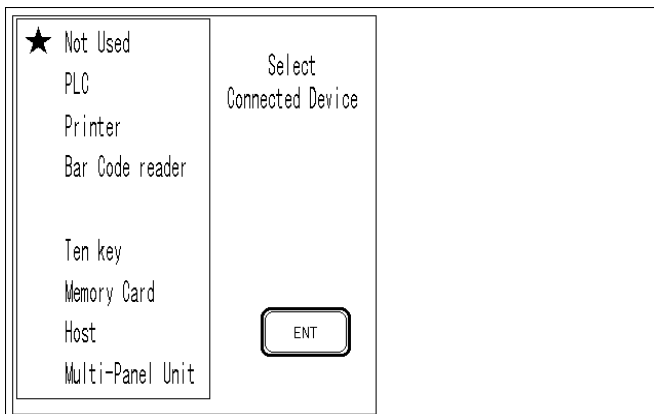 ★ Not Used
PLC
Printer
Bar Code reader
Ten key
Memory Card
Host
Multi-Panel Unit
Select
Connected Device
ENT